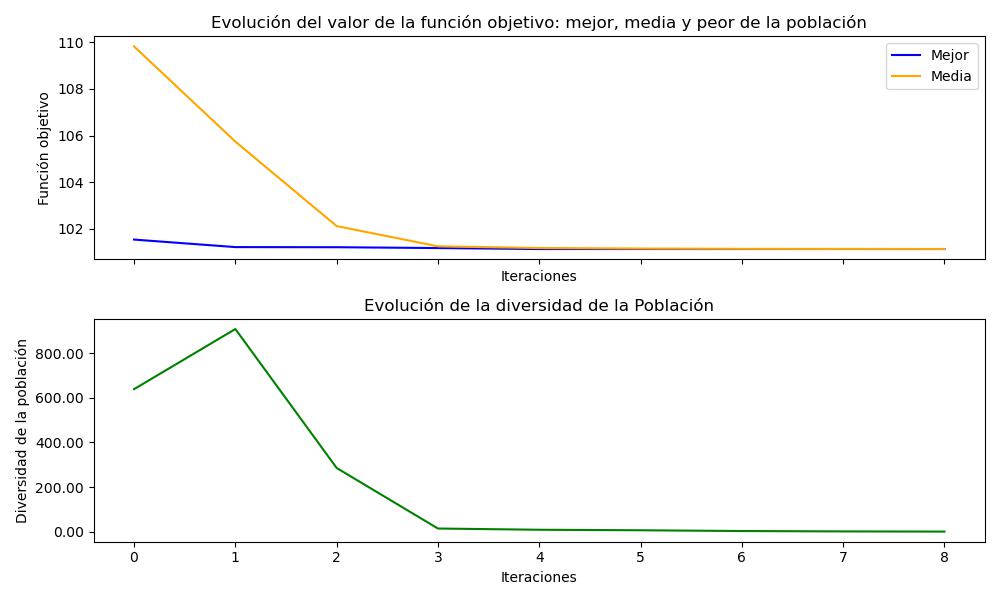 Evolución del valor de la función objetivo: mejor, media y peor de la población
110
108
106
104
102
Función objetivo
Mejor
Media
Iteraciones
Evolución de la diversidad de la Población
800.00
600.00
400.00
200.00
0.00
Diversidad de la población
0 1 2 3 4 5 6 7 8
Iteraciones